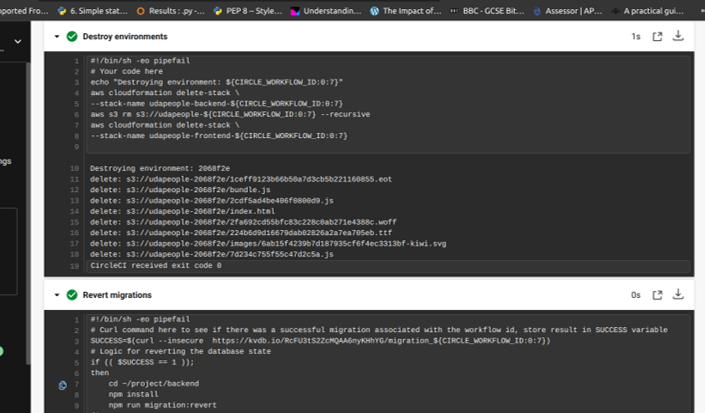 mported Fro... 6. Simple stat... Results : .py -... PEP 8 – Style... Understandin... The Impact of... BBC - GCSE Bit... Assessor | AP... A practical gui...
Destroy environments 1s
1 #!/bin/sh -eo pipefail
2 # Your code here
3 echo "Destroying environment: ${CIRCLE_WORKFLOW_ID:0:7}"
4 aws cloudformation delete-stack \
5 --stack-name udapeople-backend-${CIRCLE_WORKFLOW_ID:0:7}
6 aws s3 rm s3://udapeople-${CIRCLE_WORKFLOW_ID:0:7} --recursive
7 aws cloudformation delete-stack \
8 --stack-name udapeople-frontend-${CIRCLE_WORKFLOW_ID:0:7}
9
ngs
10 Destroying environment: 2068f2e
11 delete: s3://udapeople-2068f2e/1ceff9123b66b50a7d3cb5b221160855.eot
12 delete: s3://udapeople-2068f2e/bundle.js
13 delete: s3://udapeople-2068f2e/2cdf5ad4be406f0800d9.js
14 delete: s3://udapeople-2068f2e/index.html
15 delete: s3://udapeople-2068f2e/2fa692cd55bfc83c228c0ab271e4388c.woff
16 delete: s3://udapeople-2068f2e/224b6d9d16679dab02826a2a7ea705eb.ttf
17 delete: s3://udapeople-2068f2e/images/6ab15f4239b7d187935cf6f4ec3313bf-kiwi.svg
18 delete: s3://udapeople-2068f2e/7d234c755f55c47d2c5a.js
19 CircleCI received exit code 0
Revert migrations 0s
1 #!/bin/sh -eo pipefail
2 # Curl command here to see if there was a successful migration associated with the workflow id, store result in SUCCESS variable
3 SUCCESS=$(curl --insecure https://kvdb.io/RcFU3tS2ZcMQAA6nyKHhYG/migration_${CIRCLE_WORKFLOW_ID:0:7})
4 # Logic for reverting the database state
5 if (( $SUCCESS == 1 ));
6 then
7 cd ~/project/backend
8 npm install
9 npm run migration:revert